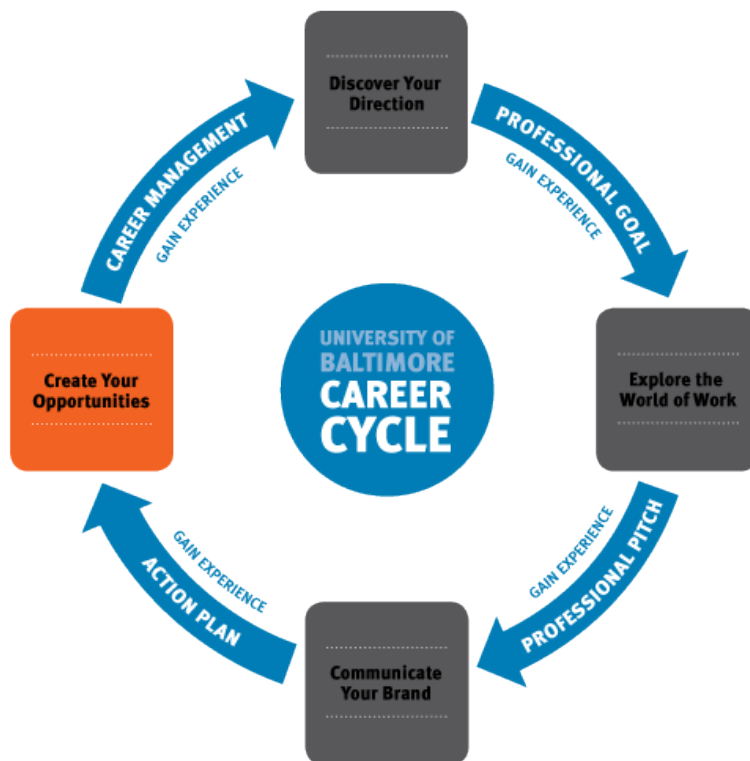 Discover Your
Direction
PROFESSIONAL GOAL
GAIN EXPERIENCE
Explore the
World of Work
PROFESSIONAL PITCH
GAIN EXPERIENCE
Communicate
Your Brand
ACTION PLAN
GAIN EXPERIENCE
Create Your
Opportunities
CAREER MANAGEMENT
GAIN EXPERIENCE
UNIVERSITY OF
BALTIMORE
CAREER
CYCLE